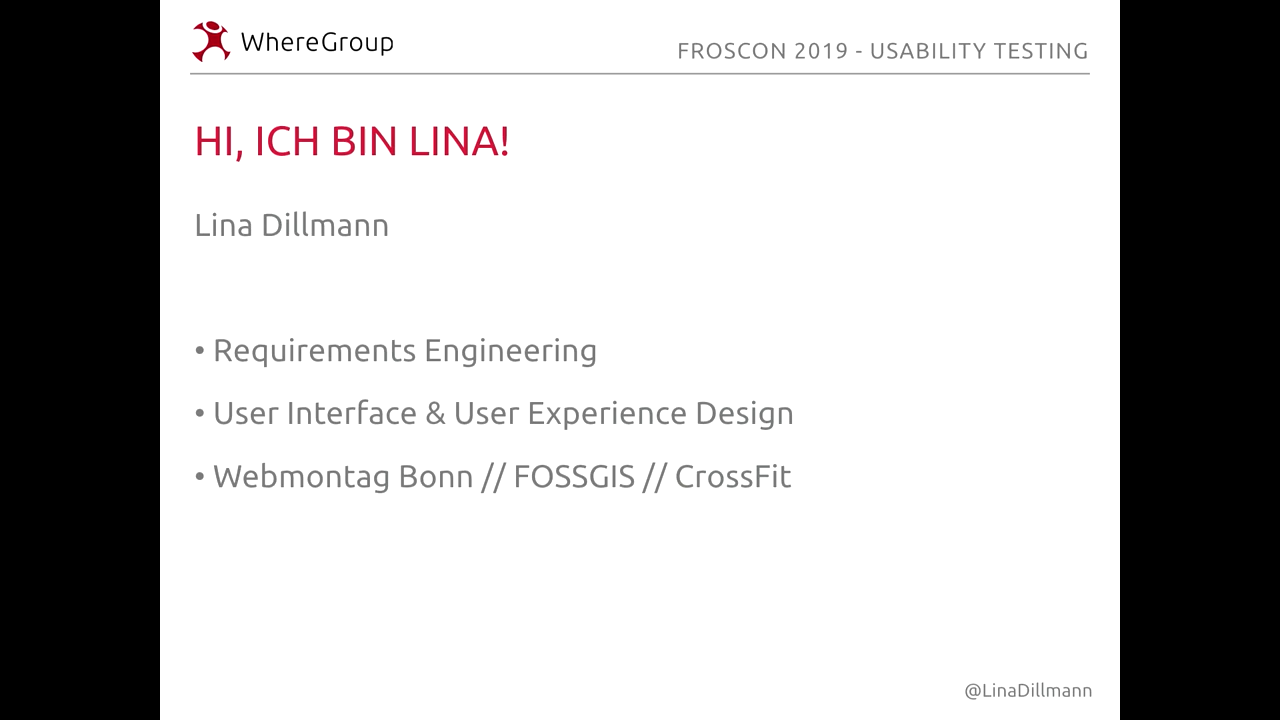 WhereGroup
FROSCON 2019 - USABILITY TESTING
HI, ICH BIN LINA!
Lina Dillmann
• Requirements Engineering
• User Interface & User Experience Design
• Webmontag Bonn // FOSSGIS // CrossFit
@LinaDillmann